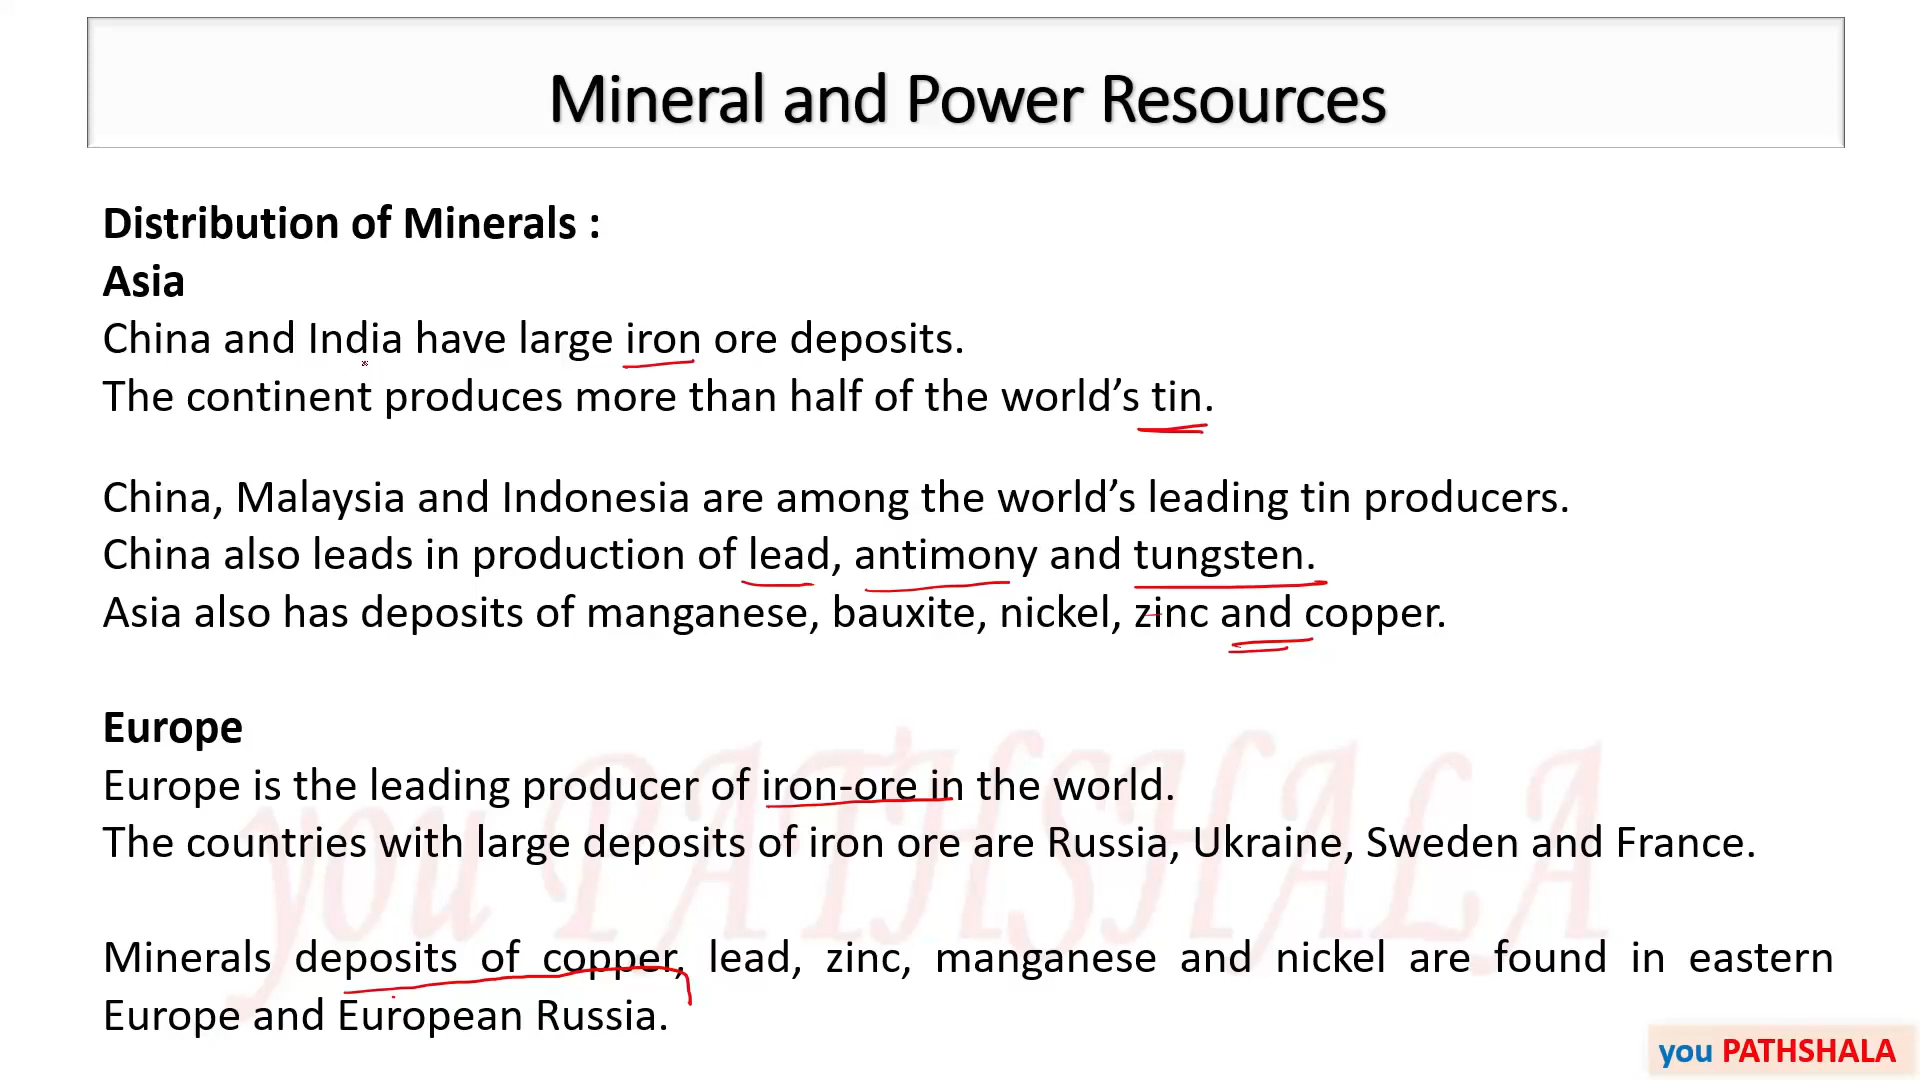 Mineral and Power Resources
Distribution of Minerals :
Asia
China and India have large iron ore deposits.
The continent produces more than half of the world’s tin.
China, Malaysia and Indonesia are among the world’s leading tin producers.
China also leads in production of lead, antimony and tungsten.
Asia also has deposits of manganese, bauxite, nickel, zinc and copper.
Europe
Europe is the leading producer of iron-ore in the world.
The countries with large deposits of iron ore are Russia, Ukraine, Sweden and France.
Minerals deposits of copper, lead, zinc, manganese and nickel are found in eastern
Europe and European Russia.
you PATHSHALA
you PATHSHALA